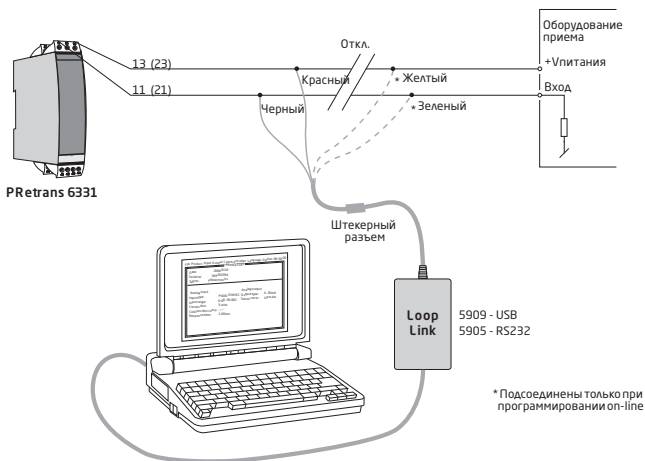 Оборудование
приема
Откл.
13 (23)
+Vпитания
Красный
* Желтый
11 (21)
Вход
Черный
* Зеленый
PRetrans 6331
Штекерный
разъем
Loop
Link
5909 - USB
5905 - RS232
* Подсоединены только при
программировании on-line